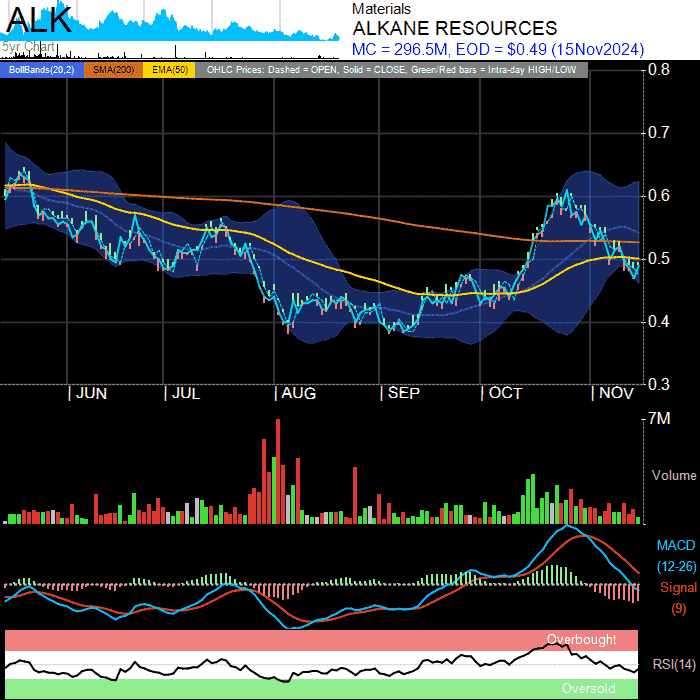 ALK
5yr Chart
Materials
ALKANE RESOURCES
MC = 296.5M, EOD = $0.49 (15Nov2024)
BollBands(20,2) SMA(200) EMA(50) OHLC Prices: Dashed = OPEN, Solid = CLOSE, Green/Red bars = Intra-day HIGH/LOW
0.8
0.7
0.6
0.5
0.4
0.3
JUN JUL AUG SEP OCT NOV
7M
Volume
MACD
(12-26)
Signal
(9)
Overbought
RSI(14)
Oversold